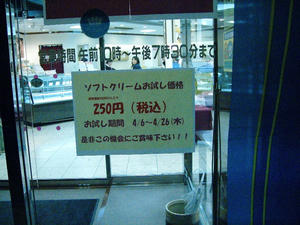 営業時間 午前10時～午後7時30分まで
ソフトクリームお試し価格
250円（税込）
お試し期間 4/6～4/26(水)
是非この機会にご賞味下さい！！